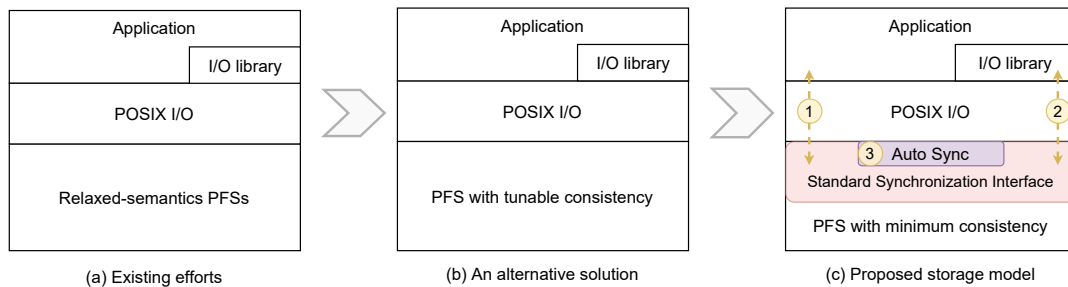 Application
I/O library
POSIX I/O
Relaxed-semantics PFSs
(a) Existing efforts
Application
I/O library
POSIX I/O
PFS with tunable consistency
(b) An alternative solution
Application
I/O library
1
POSIX I/O
2
3
Auto Sync
Standard Synchronization Interface
PFS with minimum consistency
(c) Proposed storage model